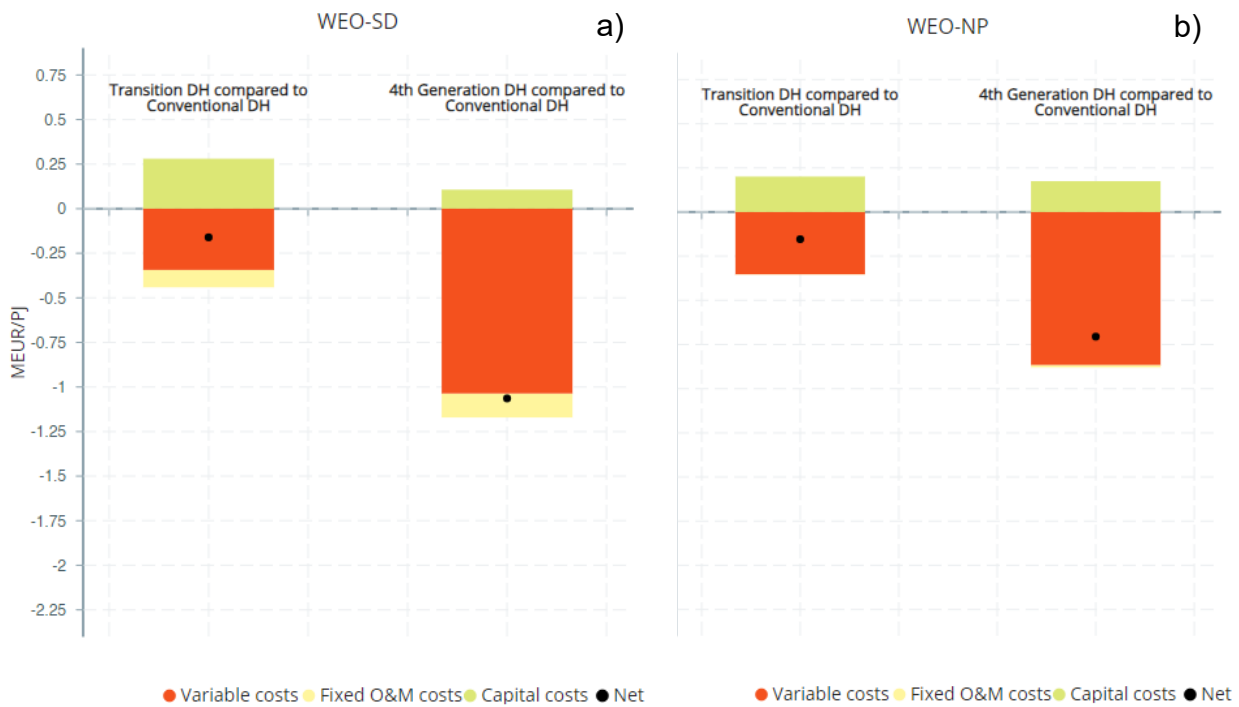 WEO-SD
a)
Transition DH compared to
Conventional DH
4th Generation DH compared to
Conventional DH
MEUR/PJ
0.75
0.5
0.25
0
-0.25
-0.5
-0.75
-1
-1.25
-1.5
-1.75
-2
-2.25
Variable costs Fixed O&M costs Capital costs Net
WEO-NP
b)
Transition DH compared to
Conventional DH
4th Generation DH compared to
Conventional DH
Variable costs Fixed O&M costs Capital costs Net